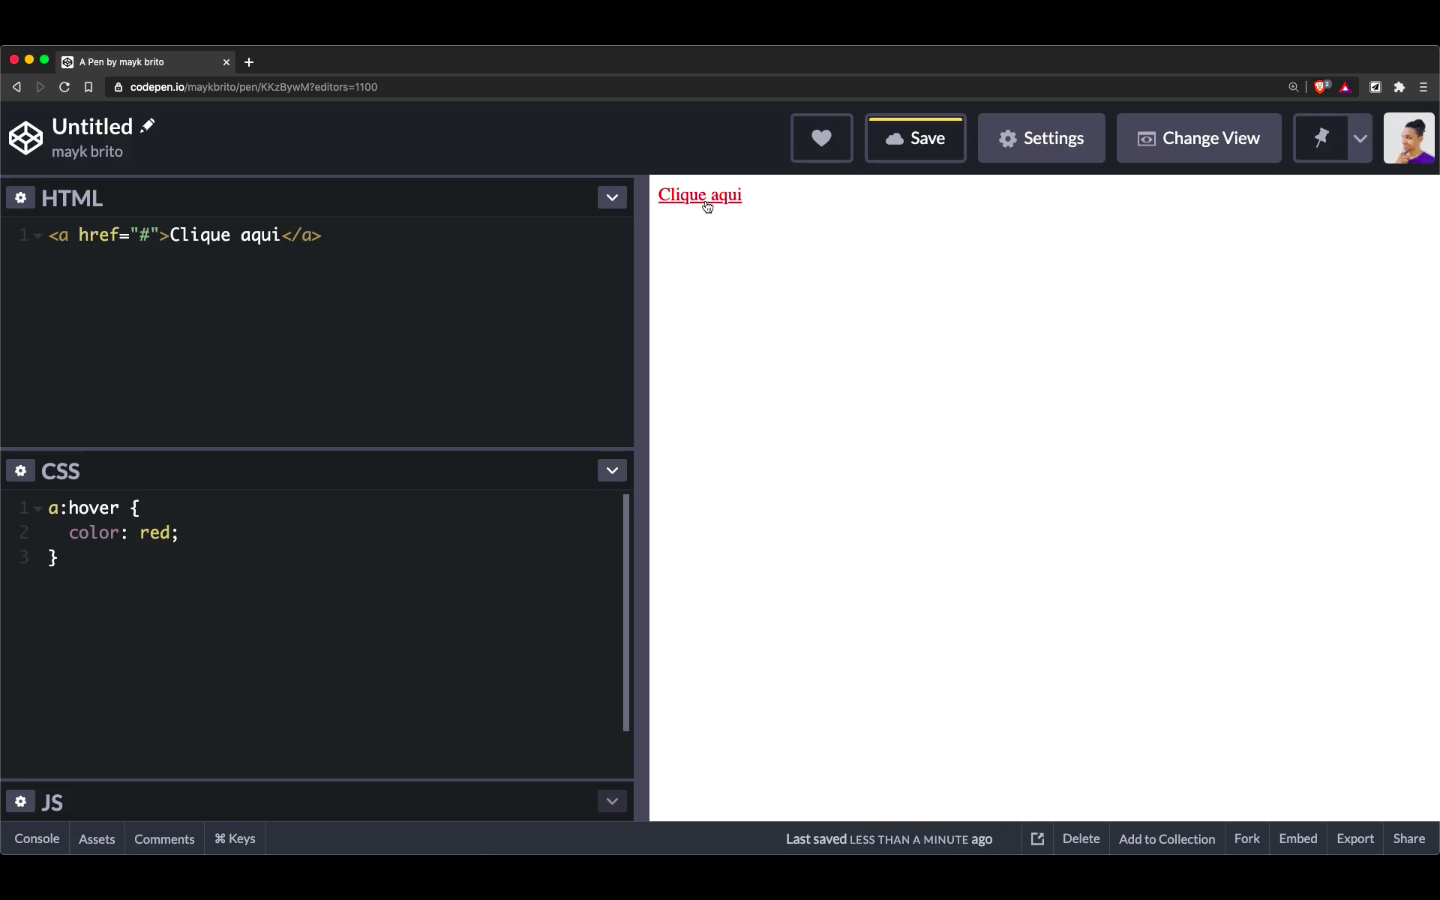 A Pen by mayk brito
codepen.io/maykbrito/pen/KKzBywM?editors=1100
Untitled
mayk brito
Save
Settings
Change View
HTML
1 <a href="#">Clique aqui</a>
Clique aqui
CSS
1 a:hover {
2 color: red;
3 }
JS
Console Assets Comments ⌘ Keys Last saved LESS THAN A MINUTE ago Delete Add to Collection Fork Embed Export Share